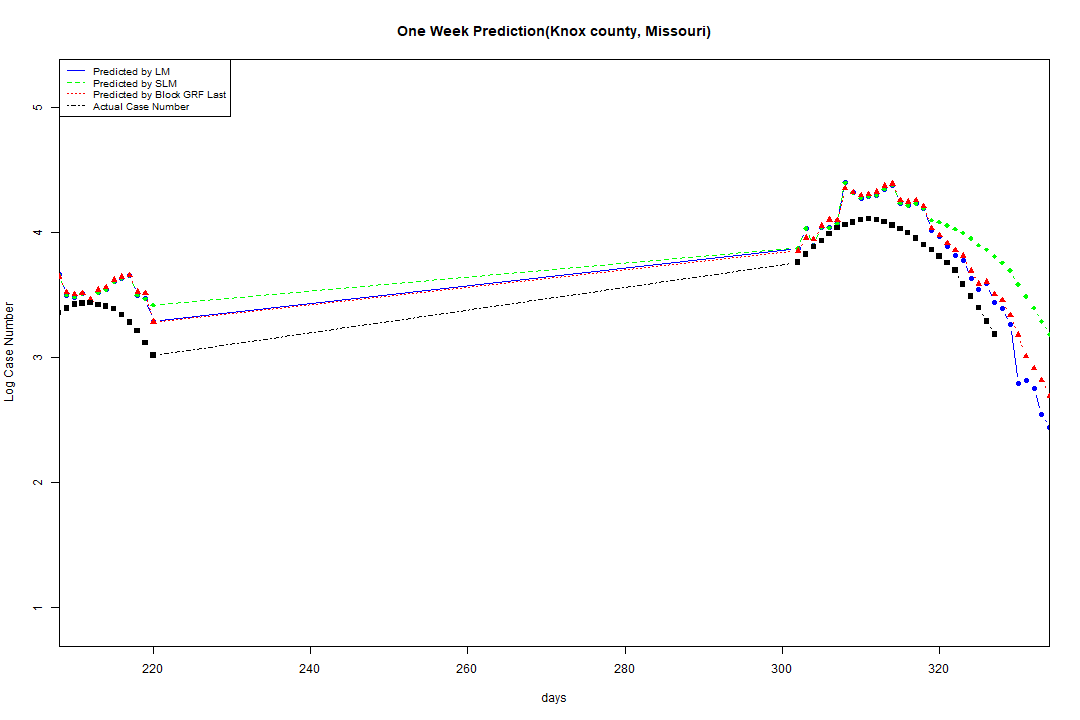 One Week Prediction(Knox county, Missouri)
Predicted by LM
Predicted by SLM
Predicted by Block GRF Last
Actual Case Number
5
4
3
2
1
Log Case Number
220 240 260 280 300 320
days